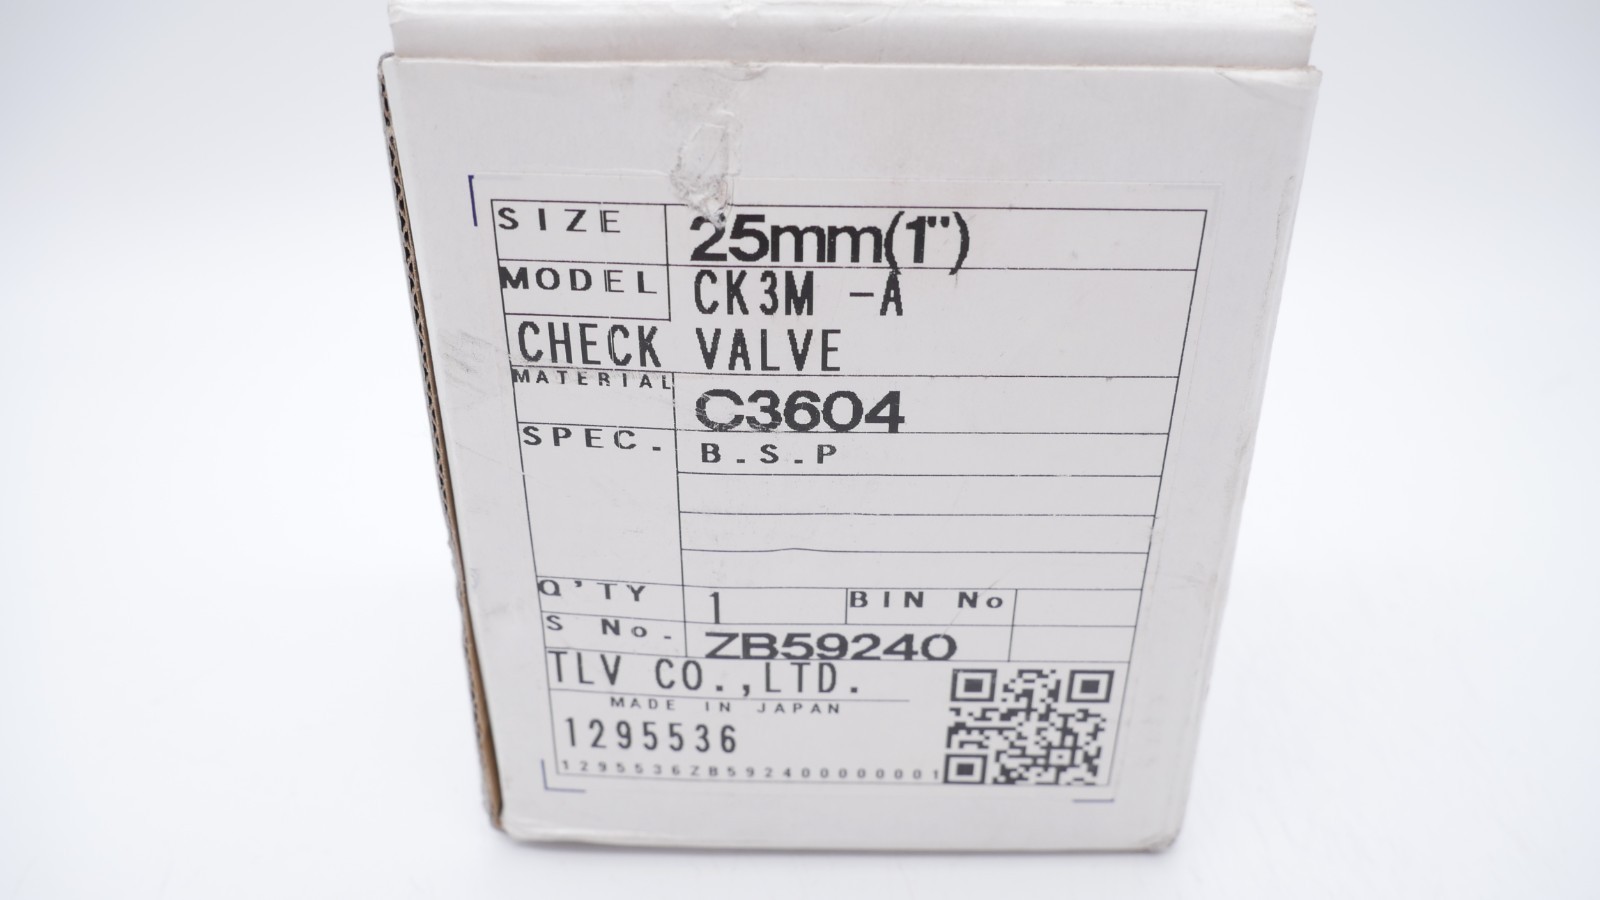 SIZE 25mm(1")
MODEL CK3M -A
CHECK VALVE
MATERIAL C3604
SPEC. B.S.P
Q'TY 1 BIN No
S No. ZB59240
TLV CO.,LTD.
MADE IN JAPAN
1295536
1295536ZB592400000001